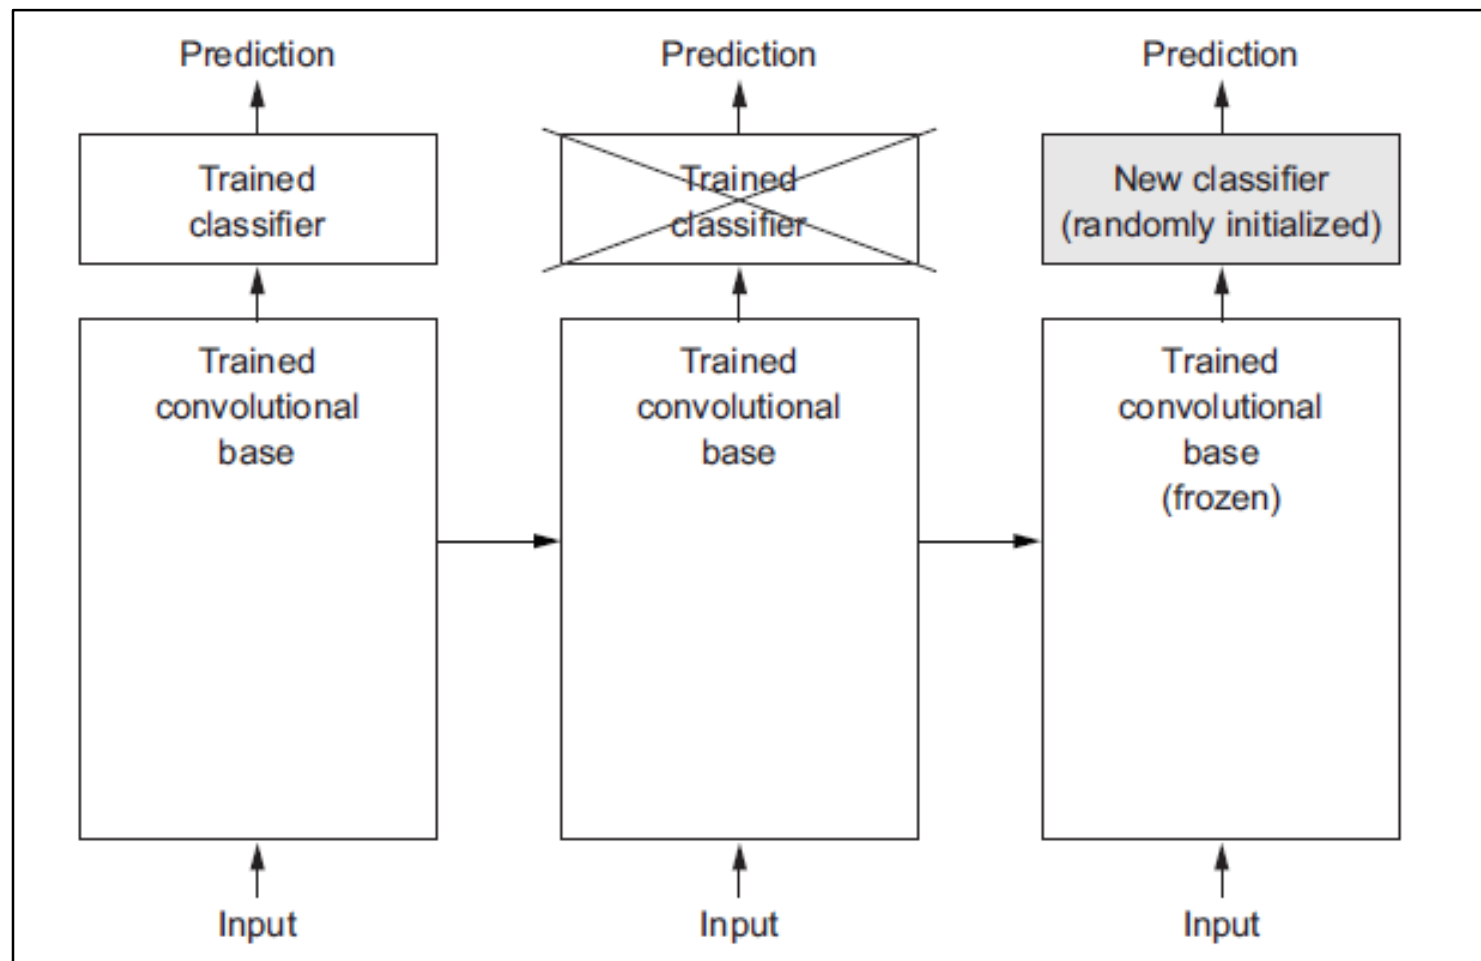 Prediction
Trained
classifier
Trained
convolutional
base
Input
Prediction
Trained
classifier
Trained
convolutional
base
Input
Prediction
New classifier
(randomly initialized)
Trained
convolutional
base
(frozen)
Input